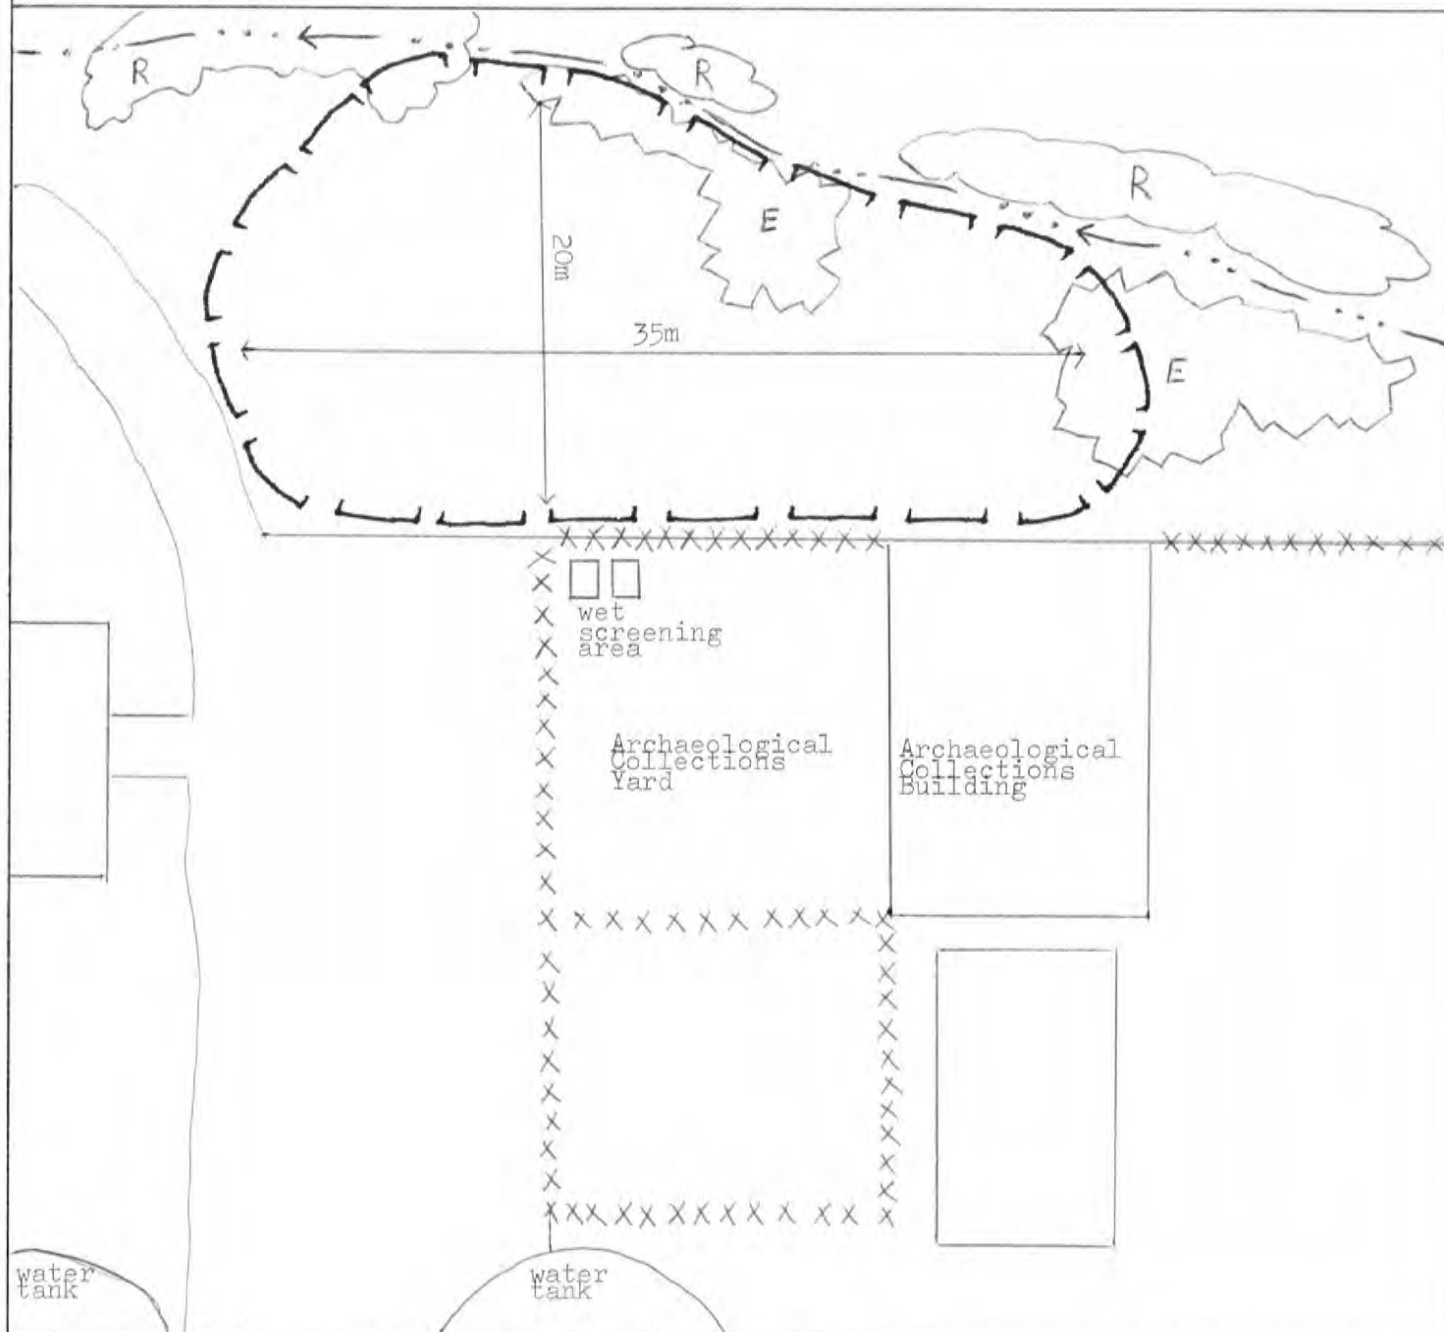 R
R
R
E
20m
35m
E
wet
screening
area
Archaeological
Collections
Yard
Archaeological
Collections
Building
water
tank
water
tank